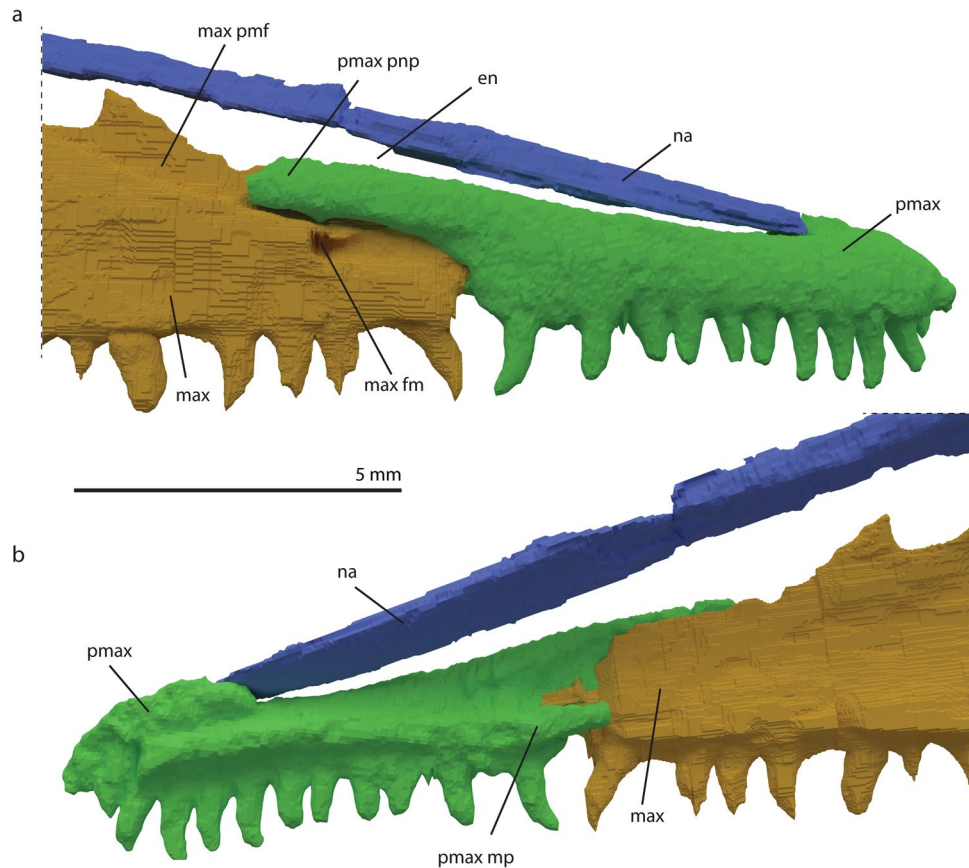 a
max pmf
pmax pnp
en
na
pmax
max
max fm
5 mm
b
na
pmax
max
pmax mp